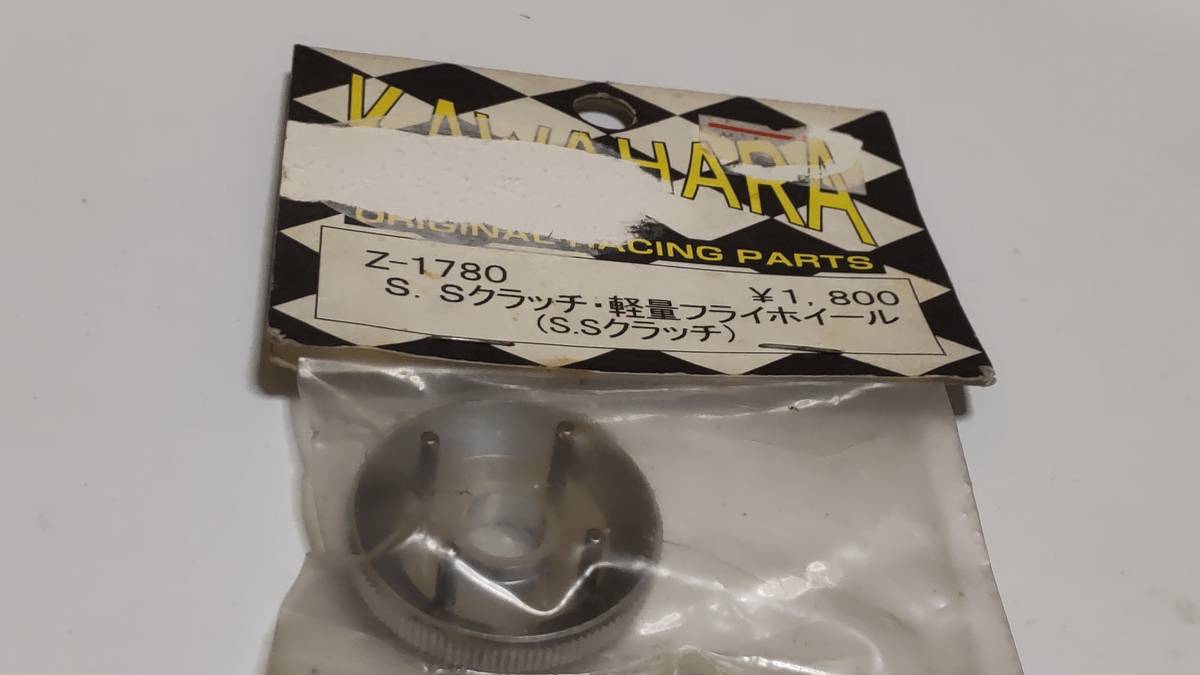 KAWAHARA
ORIGINAL RACING PARTS
Z-1780
¥1,800
S. Sクラッチ・軽量フライホイール
(S.Sクラッチ)